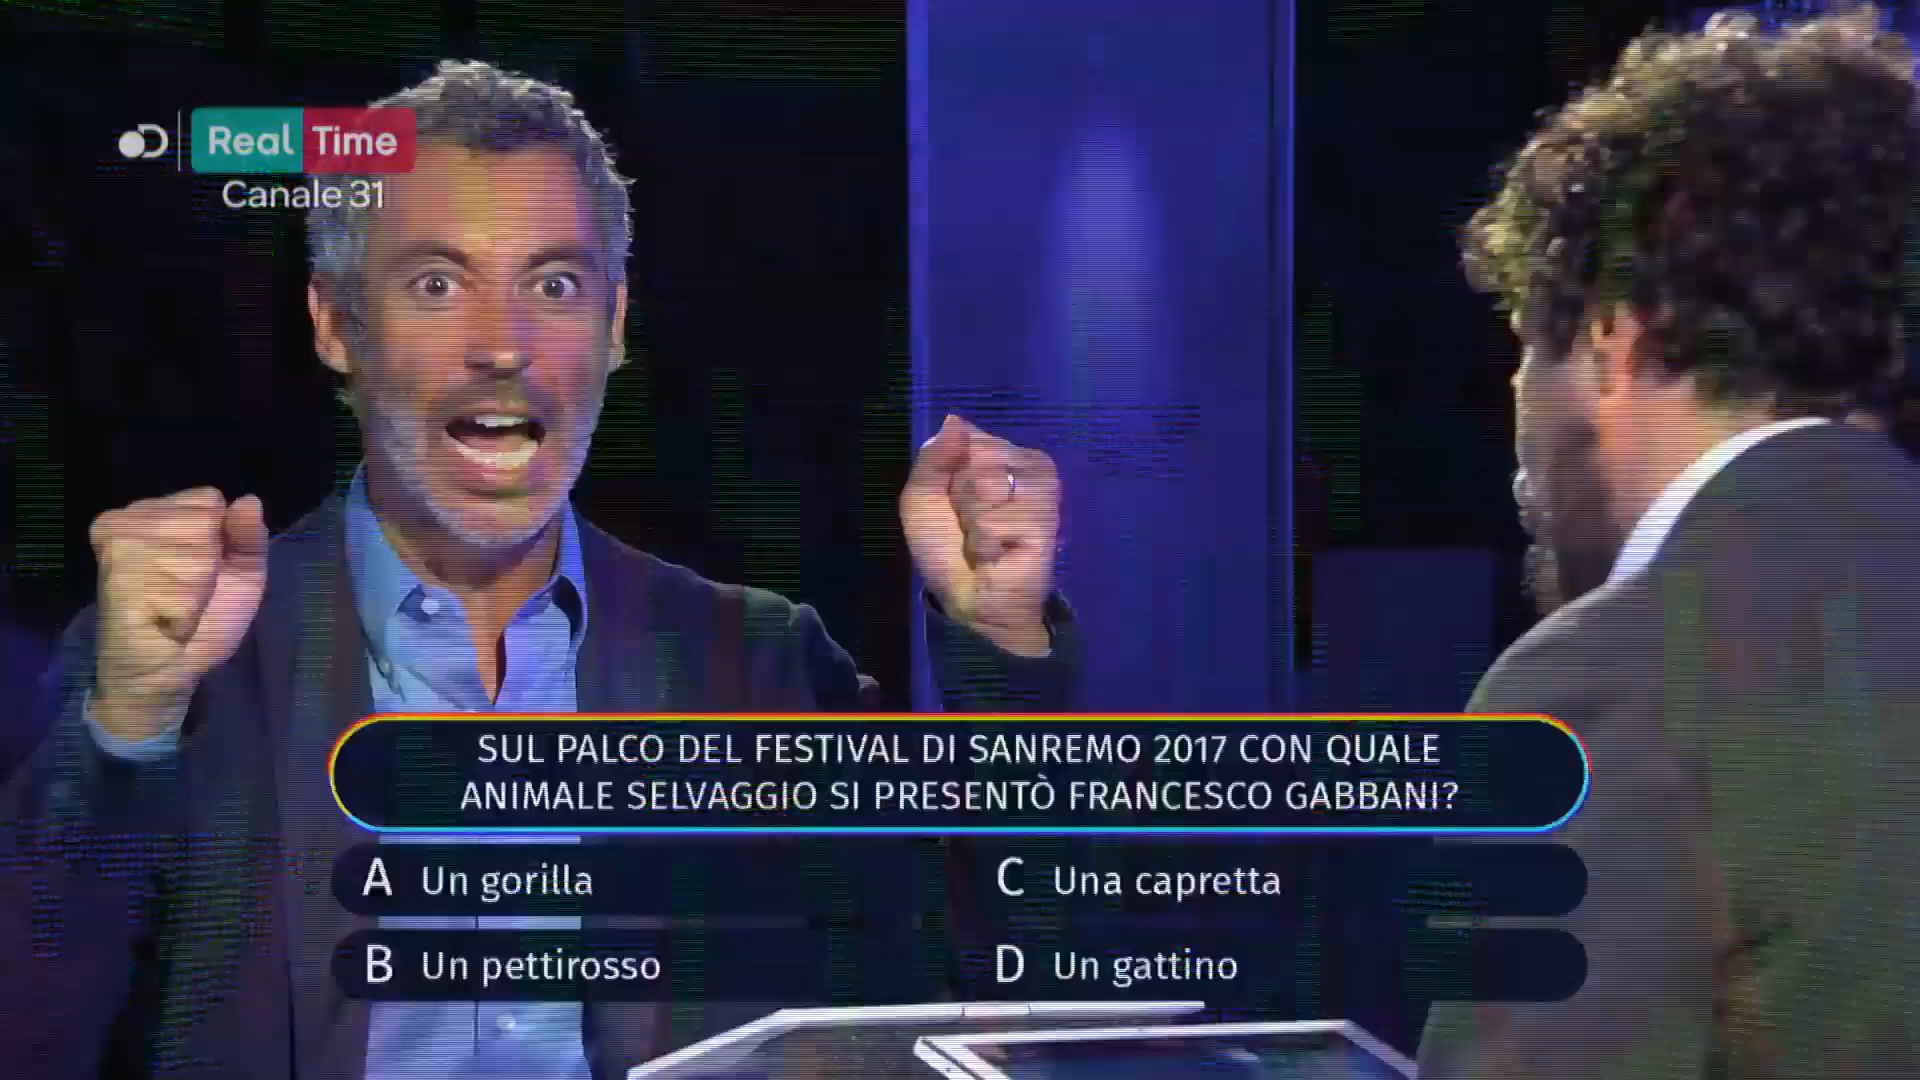 Real Time
Canale 31
SUL PALCO DEL FESTIVAL DI SANREMO 2017 CON QUALE
ANIMALE SELVAGGIO SI PRESENTÒ FRANCESCO GABBANI?
A Un gorilla
C Una capretta
B Un pettirosso
D Un gattino